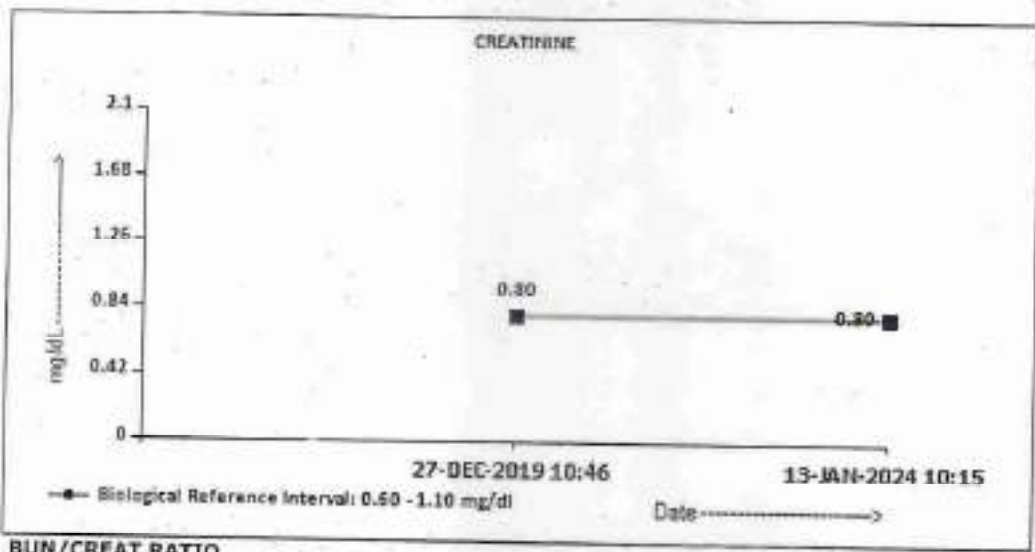 CREATININE
2.1
1.68
1.26
0.84
0.42
0
mg/dL
0.80
0.80
27-DEC-2019 10:46
13-JAN-2024 10:15
Biological Reference Interval: 0.60 - 1.10 mg/dl
Date
BUN/CREAT RATIO